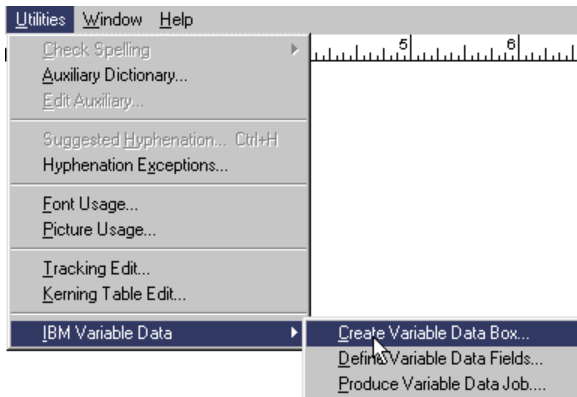 Utilities Window Help
5 6
Check Spelling
Auxiliary Dictionary...
Edit Auxiliary...
Suggested Hyphenation... Ctrl+H
Hyphenation Exceptions...
Font Usage...
Picture Usage...
Tracking Edit...
Kerning Table Edit...
IBM Variable Data
Create Variable Data Box...
Define Variable Data Fields...
Produce Variable Data Job....